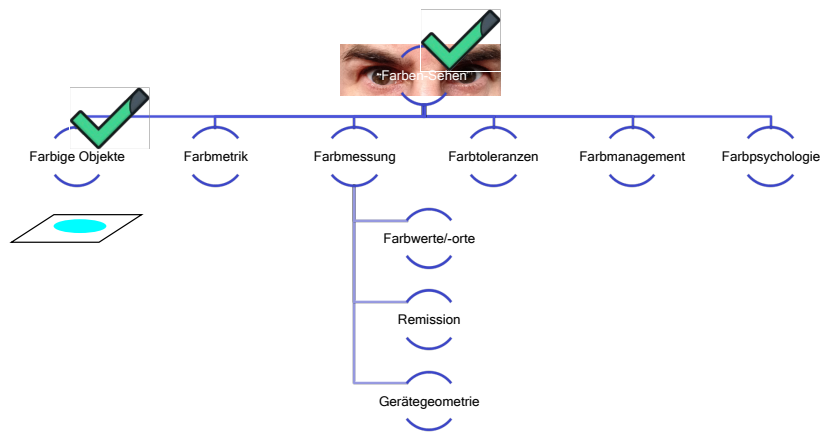 Farben-Sehen
Farbige Objekte
Farbmetrik
Farbmessung
Farbtoleranzen
Farbmanagement
Farbpsychologie
Farbwerte/-orte
Remission
Gerätegeometrie